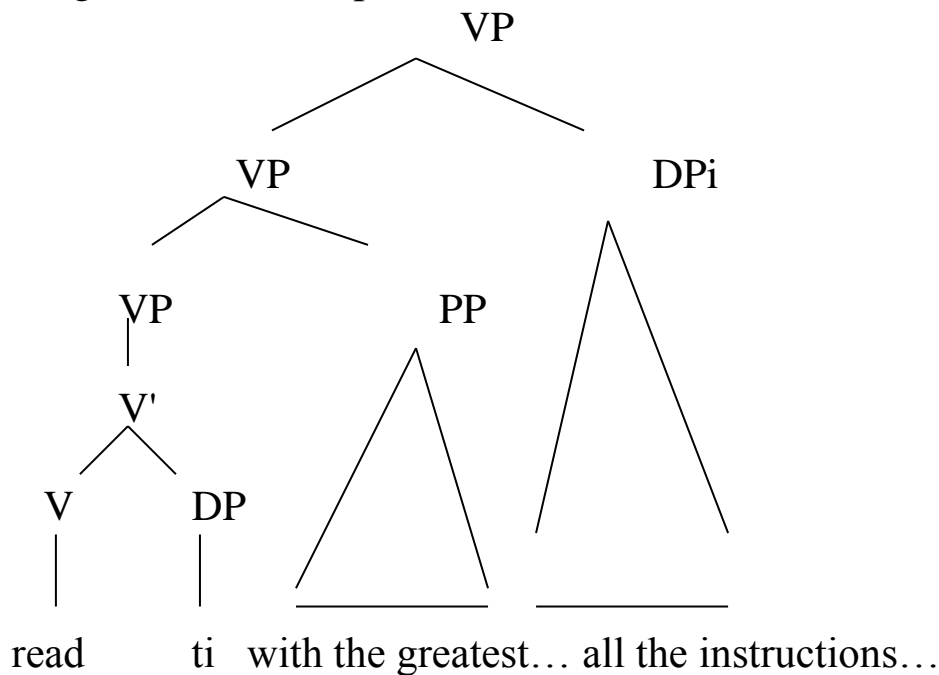 VP
VP DPi
VP PP
V'
V DP
read ti with the greatest… all the instructions…